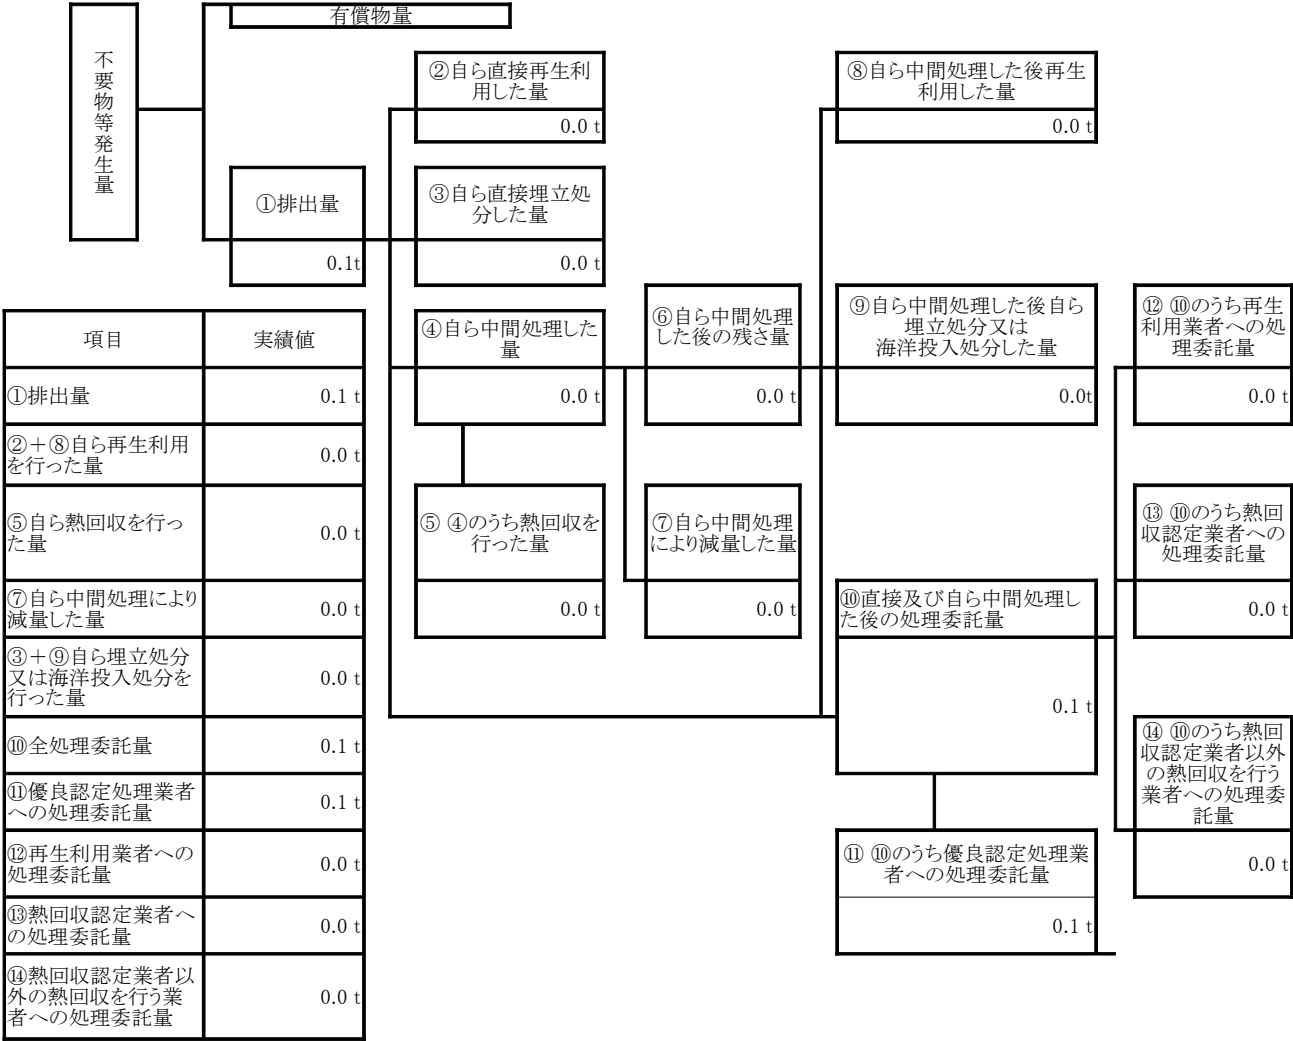 有償物量
不要物等発生量
②自ら直接再生利
用した量
0.0 t
⑧自ら中間処理した後再生
利用した量
0.0 t
①排出量
0.1t
③自ら直接埋立処
分した量
0.0 t
④自ら中間処理した
量
0.0 t
⑥自ら中間処理
した後の残さ量
0.0 t
⑨自ら中間処理した後自ら
埋立処分又は
海洋投入処分した量
0.0t
⑫ ⑩のうち再生
利用業者への処
理委託量
0.0 t
⑤ ④のうち熱回収を
行った量
0.0 t
⑦自ら中間処理
により減量した量
0.0 t
⑬ ⑩のうち熱回
収認定業者への
処理委託量
0.0 t
⑩直接及び自ら中間処理し
た後の処理委託量
0.1 t
⑭ ⑩のうち熱回
収認定業者以外
の熱回収を行う
業者への処理委
託量
0.0 t
⑪ ⑩のうち優良認定処理業
者への処理委託量
0.1 t
項目 実績値
①排出量 0.1 t
②＋⑧自ら再生利用
を行った量 0.0 t
⑤自ら熱回収を行っ
た量 0.0 t
⑦自ら中間処理により
減量した量 0.0 t
③＋⑨自ら埋立処分
又は海洋投入処分を
行った量 0.0 t
⑩全処理委託量 0.1 t
⑪優良認定処理業者
への処理委託量 0.1 t
⑫再生利用業者への
処理委託量 0.0 t
⑬熱回収認定業者へ
の処理委託量 0.0 t
⑭熱回収認定業者以
外の熱回収を行う業
者への処理委託量 0.0 t